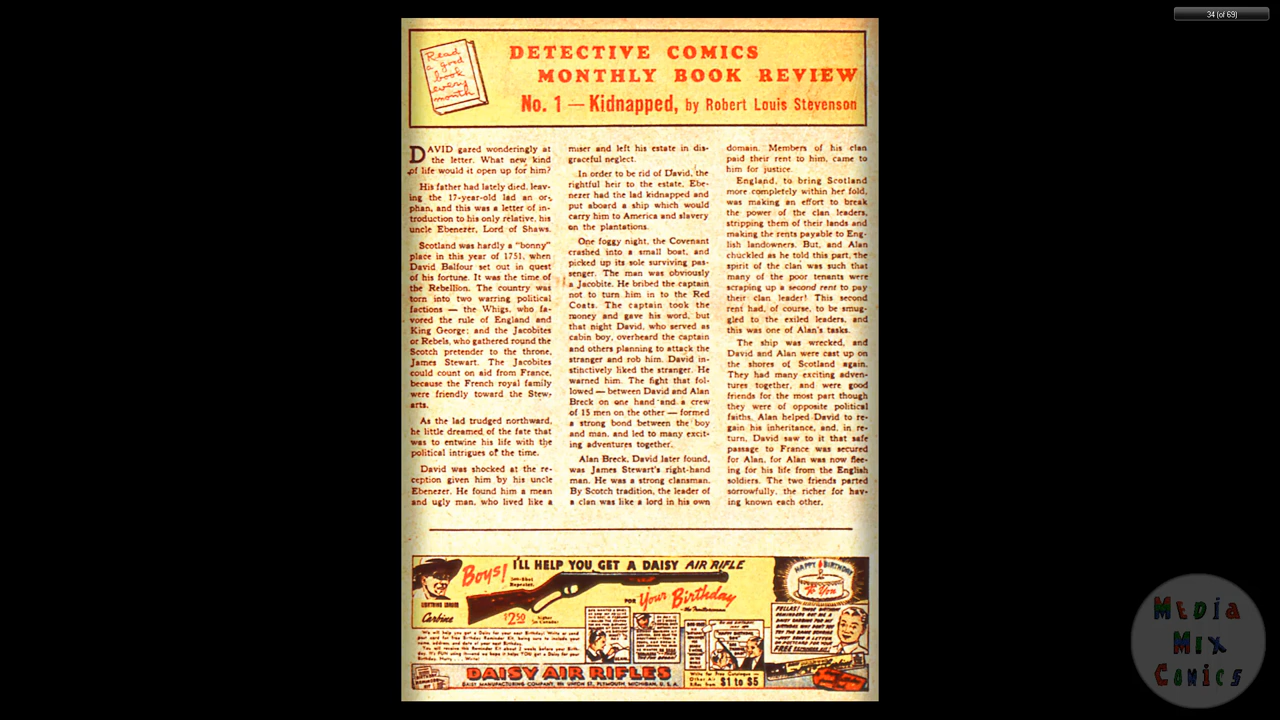 34 (of 69)
Read
a good
book
every
month
DETECTIVE COMICS
MONTHLY BOOK REVIEW
No. 1 — Kidnapped, by Robert Louis Stevenson
DAVID gazed wonderingly at
the letter. What new kind
of life would it open up for him?
His father had lately died, leav-
ing the 17-year-old lad an or-
phan, and this was a letter of in-
troduction to his only relative, his
uncle Ebenezer, Lord of Shaws.
Scotland was hardly a "bonny"
place in this year of 1751, when
David Balfour set out in quest
of his fortune. It was the time of
the Rebellion. The country was
torn into two warring political
factions — the Whigs, who fa-
vored the rule of England and
King George; and the Jacobites
or Rebels, who gathered round the
Scotch pretender to the throne,
James Stewart. The Jacobites
could count on aid from France,
because the French royal family
were friendly toward the Stew-
arts.
As the lad trudged northward,
he little dreamed of the fate that
was to entwine his life with the
political intrigues of the time.
David was shocked at the re-
ception given him by his uncle
Ebenezer. He found him a mean
and ugly man, who lived like a
miser and left his estate in dis-
graceful neglect.
In order to be rid of David, the
rightful heir to the estate, Ebe-
nezer had the lad kidnapped and
put aboard a ship which would
carry him to America and slavery
on the plantations.
One foggy night, the Covenant
crashed into a small boat, and
picked up its sole surviving pas-
senger. The man was obviously
a Jacobite. He bribed the captain
not to turn him in to the Red
Coats. The captain took the
money and gave his word, but
that night David, who served as
cabin boy, overheard the captain
and others planning to attack the
stranger and rob him. David in-
stinctively liked the stranger. He
warned him. The fight that fol-
lowed — between David and Alan
Breck on one hand and a crew
of 15 men on the other — formed
a strong bond between the boy
and man, and led to many excit-
ing adventures together.
Alan Breck, David later found,
was James Stewart's right-hand
man. He was a strong clansman.
By Scotch tradition, the leader of
a clan was like a lord in his own
domain. Members of his clan
paid their rent to him, came to
him for justice.
England, to bring Scotland
more completely within her fold,
was making an effort to break
the power of the clan leaders,
stripping them of their lands and
making the rents payable to Eng-
lish landowners. But, and Alan
chuckled as he told this part, the
spirit of the clan was such that
many of the poor tenants were
scraping up a second rent to pay
their clan leader! This second
rent had, of course, to be smug-
gled to the exiled leaders, and
this was one of Alan's tasks.
The ship was wrecked, and
David and Alan were cast up on
the shores of Scotland again.
They had many exciting adven-
tures together, and were good
friends for the most part though
they were of opposite political
faiths. Alan helped David to re-
gain his inheritance, and, in re-
turn, David saw to it that safe
passage to France was secured
for Alan, for Alan was now flee-
ing for his life from the English
soldiers. The two friends parted
sorrowfully, the richer for hav-
ing known each other.
Boys! I'LL HELP YOU GET A DAISY AIR RIFLE
FOR Your Birthday
Carbine
$2.50
HAPPY BIRTHDAY
To You
DAISY AIR RIFLES
DAISY MANUFACTURING COMPANY, UNION ST., PLYMOUTH, MICHIGAN, U. S. A.
$1 to $5
MEDiA
MiX
CoMiCS